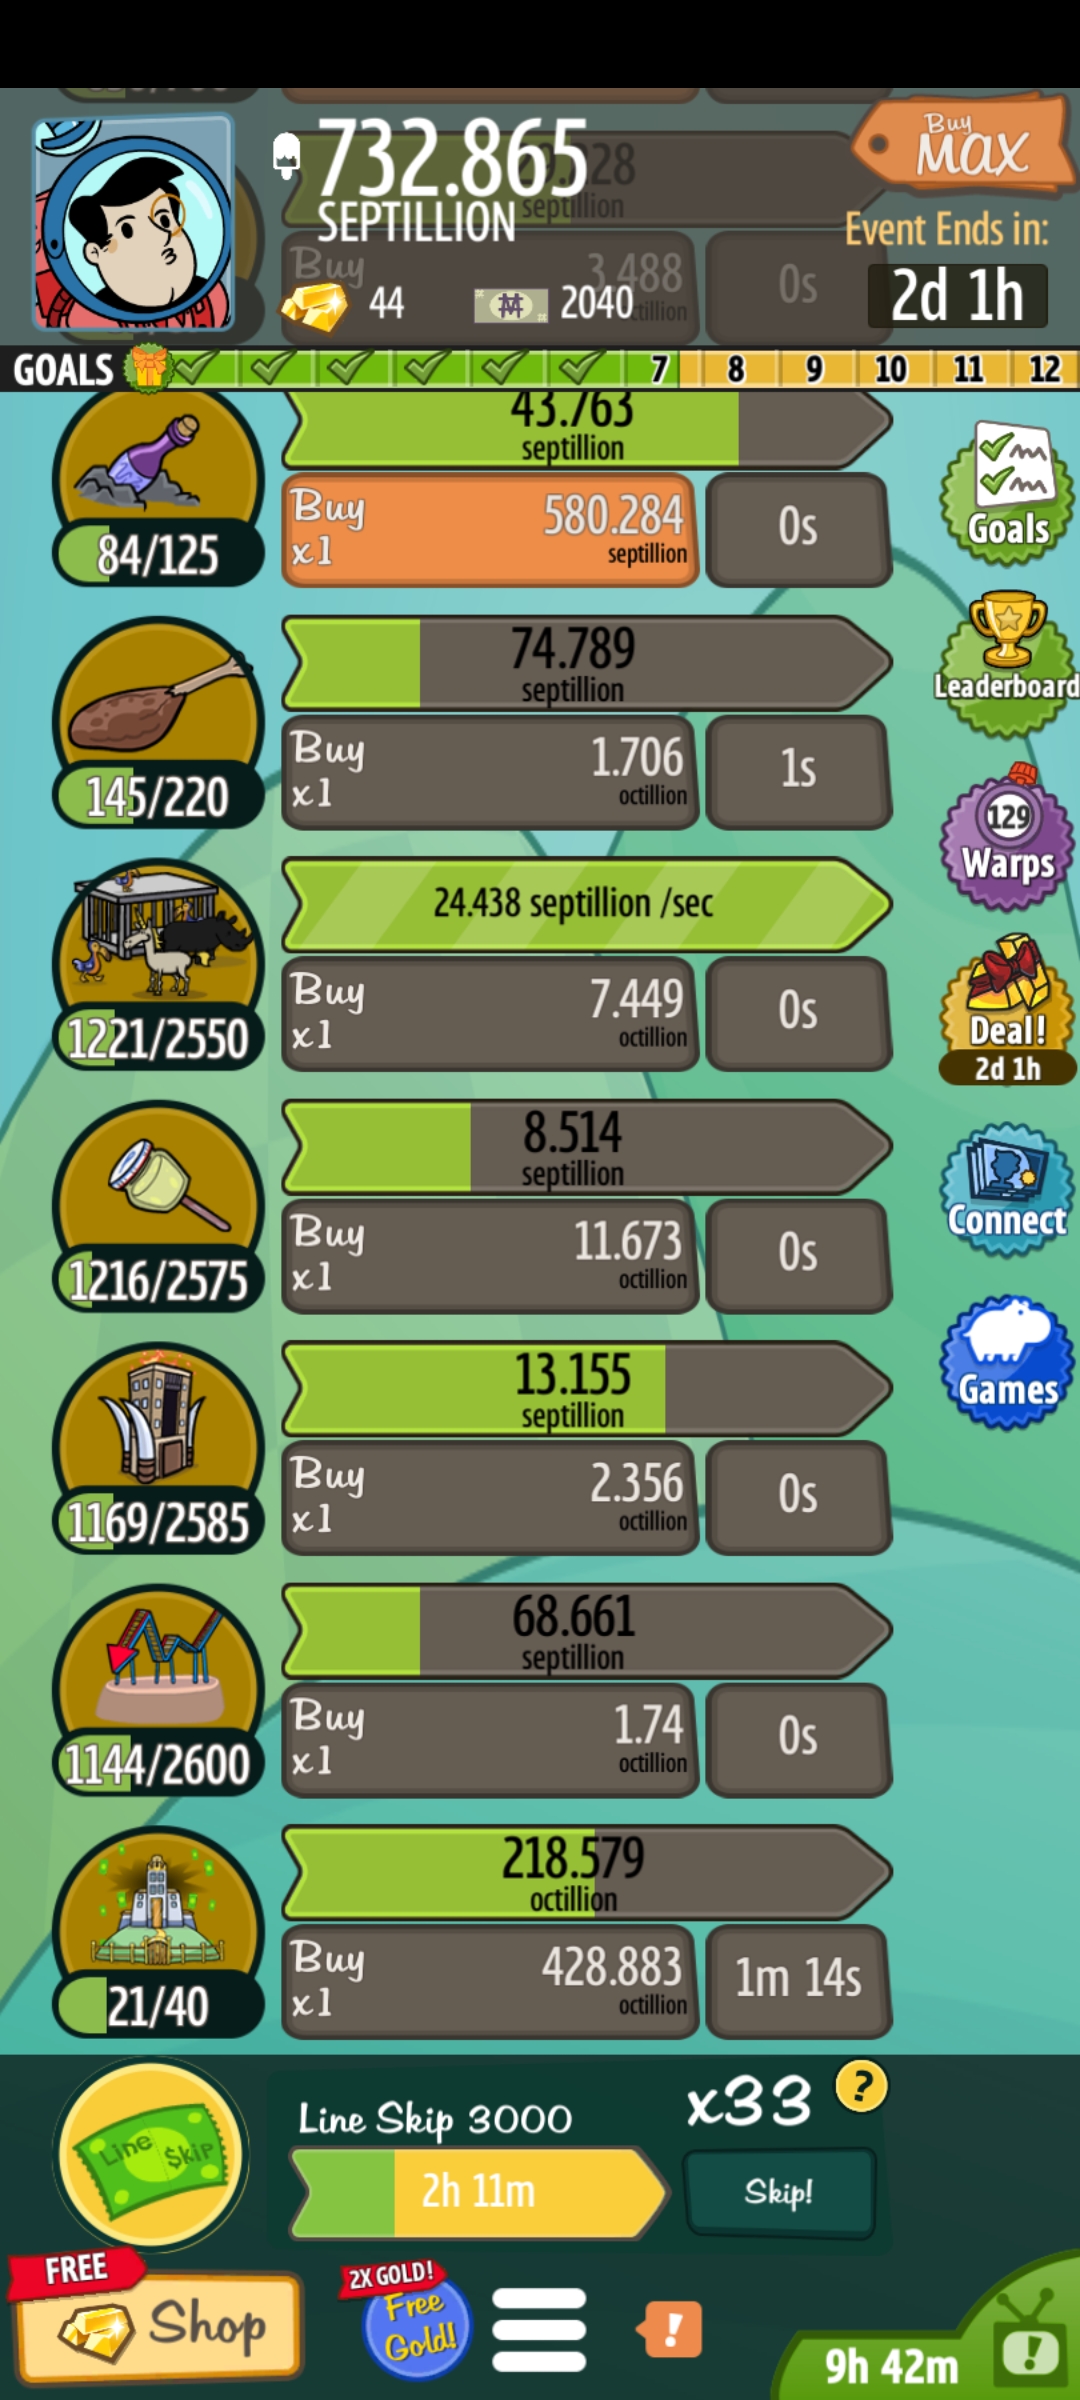 732.865
SEPTILLION
Buy
MAX
Event Ends in:
2d 1h
septillion
Buy
3.488
0s
44
2040
GOALS
7
8
9
10
11
12
43.763
septillion
Buy
x1
580.284
septillion
0s
84/125
Goals
74.789
septillion
Leaderboard
Buy
x1
1.706
octillion
1s
145/220
129
Warps
24.438 septillion /sec
Buy
x1
7.449
octillion
0s
1221/2550
Deal!
2d 1h
8.514
septillion
Connect
Buy
x1
11.673
octillion
0s
1216/2575
13.155
septillion
Games
Buy
x1
2.356
octillion
0s
1169/2585
68.661
septillion
Buy
x1
1.74
octillion
0s
1144/2600
218.579
octillion
Buy
x1
428.883
octillion
1m 14s
21/40
Line Skip 3000
x33
?
Line $kip
2h 11m
Skip!
FREE
Shop
2X GOLD!
Free
Gold!
!
9h 42m
!